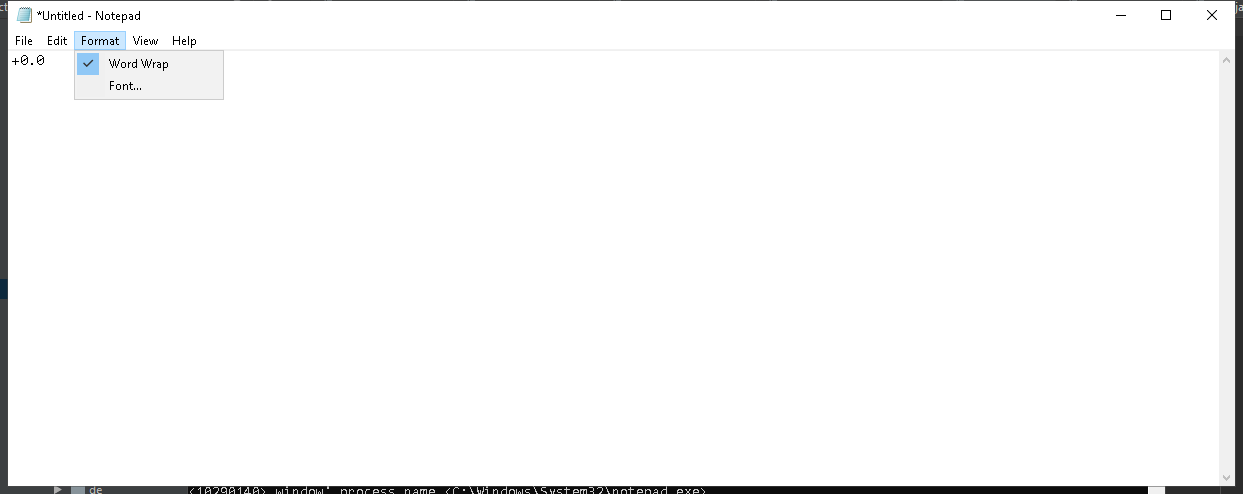 *Untitled - Notepad
File Edit Format View Help
+0.0
Word Wrap
Font...
de <10290140> window' process name <C:\Windows\System32\notepad.exe>